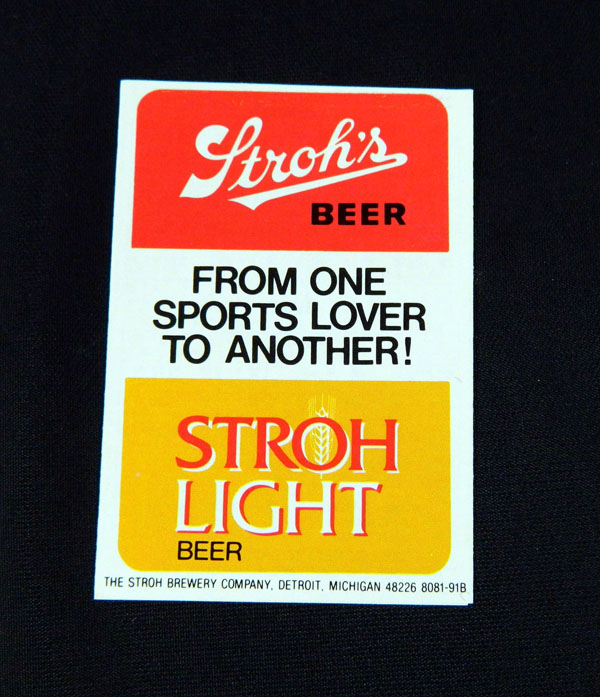 Stroh's
BEER
FROM ONE
SPORTS LOVER
TO ANOTHER!
STROH
LIGHT
BEER
THE STROH BREWERY COMPANY, DETROIT, MICHIGAN 48226 8081-91B